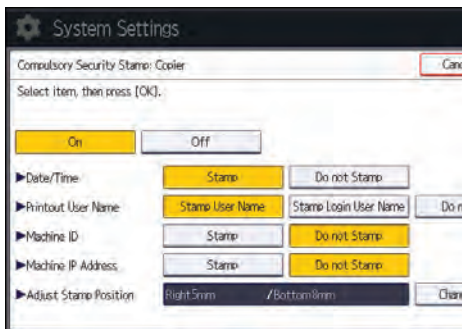 System Settings
Compulsory Security Stamp: Copier
Select item, then press [OK].
On Off
►Date/Time Stamp Do not Stamp
►Printout User Name Stamp User Name Stamp Login User Name
►Machine ID Stamp Do not Stamp
►Machine IP Address Stamp Do not Stamp
►Adjust Stamp Position Right 5mm /Bottom 8mm